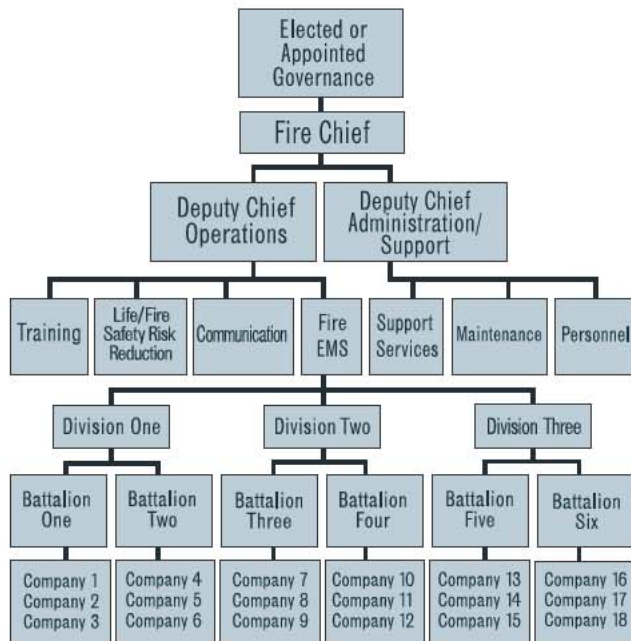 Elected or
Appointed
Governance
Fire Chief
Deputy Chief
Operations
Deputy Chief
Administration/
Support
Training
Life/Fire
Safety Risk
Reduction
Communication
Fire
EMS
Support
Services
Maintenance
Personnel
Division One
Division Two
Division Three
Battalion
One
Battalion
Two
Battalion
Three
Battalion
Four
Battalion
Five
Battalion
Six
Company 1
Company 2
Company 3
Company 4
Company 5
Company 6
Company 7
Company 8
Company 9
Company 10
Company 11
Company 12
Company 13
Company 14
Company 15
Company 16
Company 17
Company 18